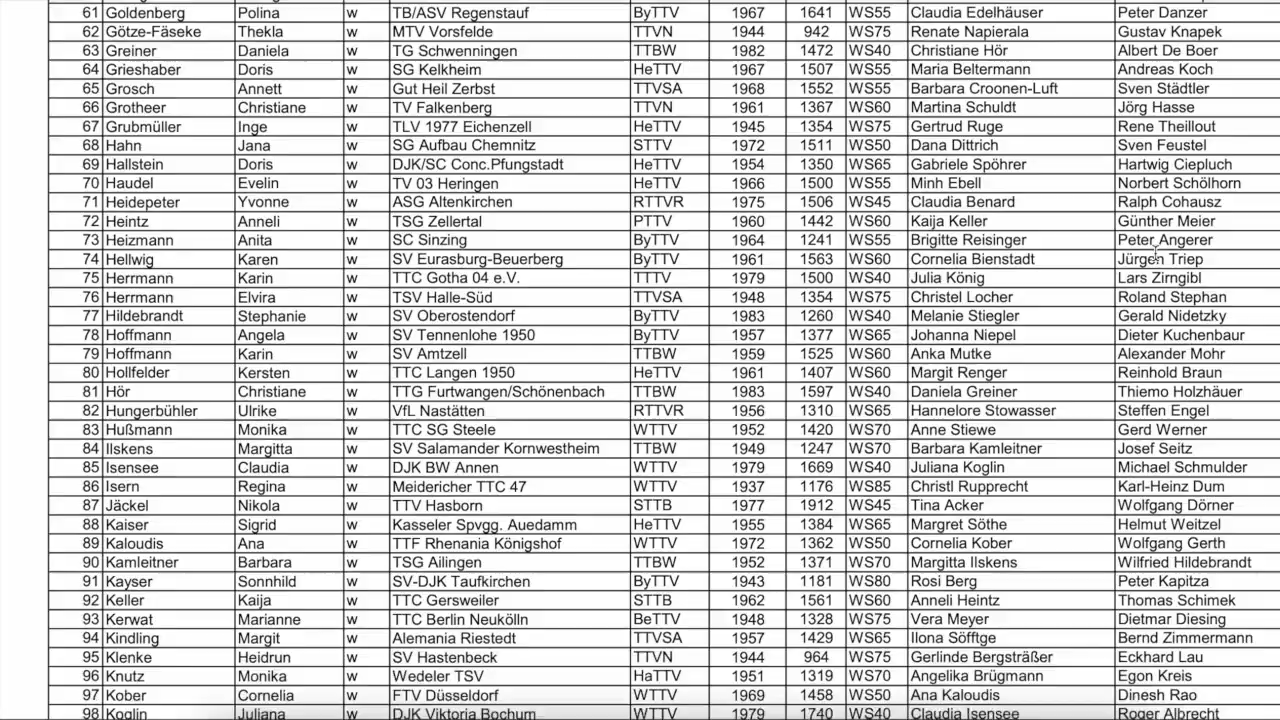 61 Goldenberg Polina w TB/ASV Regenstauf ByTTV 1967 1641 WS55 Claudia Edelhäuser Peter Danzer
62 Götze-Fäseke Thekla w MTV Vorsfelde TTVN 1944 942 WS75 Renate Napierala Gustav Knapek
63 Greiner Daniela w TG Schwenningen TTBW 1982 1472 WS40 Christiane Hör Albert De Boer
64 Grieshaber Doris w SG Kelkheim HeTTV 1967 1507 WS55 Maria Beltermann Andreas Koch
65 Grosch Annett w Gut Heil Zerbst TTVSA 1968 1552 WS55 Barbara Croonen-Luft Sven Städtler
66 Grotheer Christiane w TV Falkenberg TTVN 1961 1367 WS60 Martina Schuldt Jörg Hasse
67 Grubmüller Inge w TLV 1977 Eichenzell HeTTV 1945 1354 WS75 Gertrud Ruge Rene Theillout
68 Hahn Jana w SG Aufbau Chemnitz STTV 1972 1511 WS50 Dana Dittrich Sven Feustel
69 Hallstein Doris w DJK/SC Conc.Pfungstadt HeTTV 1954 1350 WS65 Gabriele Spöhrer Hartwig Ciepluch
70 Haudel Evelin w TV 03 Heringen HeTTV 1966 1500 WS55 Minh Ebell Norbert Schölhorn
71 Heidepeter Yvonne w ASG Altenkirchen RTTVR 1975 1506 WS45 Claudia Benard Ralph Cohausz
72 Heintz Anneli w TSG Zellertal PTTV 1960 1442 WS60 Kaija Keller Günther Meier
73 Heizmann Anita w SC Sinzing ByTTV 1964 1241 WS55 Brigitte Reisinger Peter Angerer
74 Hellwig Karen w SV Eurasburg-Beuerberg ByTTV 1961 1563 WS60 Cornelia Bienstadt Jürgen Triep
75 Herrmann Karin w TTC Gotha 04 e.V. TTTV 1979 1500 WS40 Julia König Lars Zirngibl
76 Herrmann Elvira w TSV Halle-Süd TTVSA 1948 1354 WS75 Christel Locher Roland Stephan
77 Hildebrandt Stephanie w SV Oberostendorf ByTTV 1983 1260 WS40 Melanie Stiegler Gerald Nidetzky
78 Hoffmann Angela w SV Tennenlohe 1950 ByTTV 1957 1377 WS65 Johanna Niepel Dieter Kuchenbaur
79 Hoffmann Karin w SV Amtzell TTBW 1959 1525 WS60 Anka Mutke Alexander Mohr
80 Hollfelder Kersten w TTC Langen 1950 HeTTV 1961 1407 WS60 Margit Renger Reinhold Braun
81 Hör Christiane w TTG Furtwangen/Schönenbach TTBW 1983 1597 WS40 Daniela Greiner Thiemo Holzhäuer
82 Hungerbühler Ulrike w VfL Nastätten RTTVR 1956 1310 WS65 Hannelore Stowasser Steffen Engel
83 Hußmann Monika w TTC SG Steele WTTV 1952 1420 WS70 Anne Stiewe Gerd Werner
84 Ilskens Margitta w SV Salamander Kornwestheim TTBW 1949 1247 WS70 Barbara Kamleitner Josef Seitz
85 Isensee Claudia w DJK BW Annen WTTV 1979 1669 WS40 Juliana Koglin Michael Schmulder
86 Isern Regina w Meidericher TTC 47 WTTV 1937 1176 WS85 Christl Rupprecht Karl-Heinz Dum
87 Jäckel Nikola w TTV Hasborn STTB 1977 1912 WS45 Tina Acker Wolfgang Dörner
88 Kaiser Sigrid w Kasseler Spvgg. Auedamm HeTTV 1955 1384 WS65 Margret Söthe Helmut Weitzel
89 Kaloudis Ana w TTF Rhenania Königshof WTTV 1972 1362 WS50 Cornelia Kober Wolfgang Gerth
90 Kamleitner Barbara w TSG Ailingen TTBW 1952 1371 WS70 Margitta Ilskens Wilfried Hildebrandt
91 Kayser Sonnhild w SV-DJK Taufkirchen ByTTV 1943 1181 WS80 Rosi Berg Peter Kapitza
92 Keller Kaija w TTC Gersweiler STTB 1962 1561 WS60 Anneli Heintz Thomas Schimek
93 Kerwat Marianne w TTC Berlin Neukölln BeTTV 1948 1328 WS75 Vera Meyer Dietmar Diesing
94 Kindling Margit w Alemania Riestedt TTVSA 1957 1429 WS65 Ilona Söfftge Bernd Zimmermann
95 Klenke Heidrun w SV Hastenbeck TTVN 1944 964 WS75 Gerlinde Bergsträßer Eckhard Lau
96 Knutz Monika w Wedeler TSV HaTTV 1951 1319 WS70 Angelika Brügmann Egon Kreis
97 Kober Cornelia w FTV Düsseldorf WTTV 1969 1458 WS50 Ana Kaloudis Dinesh Rao
98 Koglin Juliana w DJK Viktoria Bochum WTTV 1979 1740 WS40 Claudia Isensee Roger Albrecht